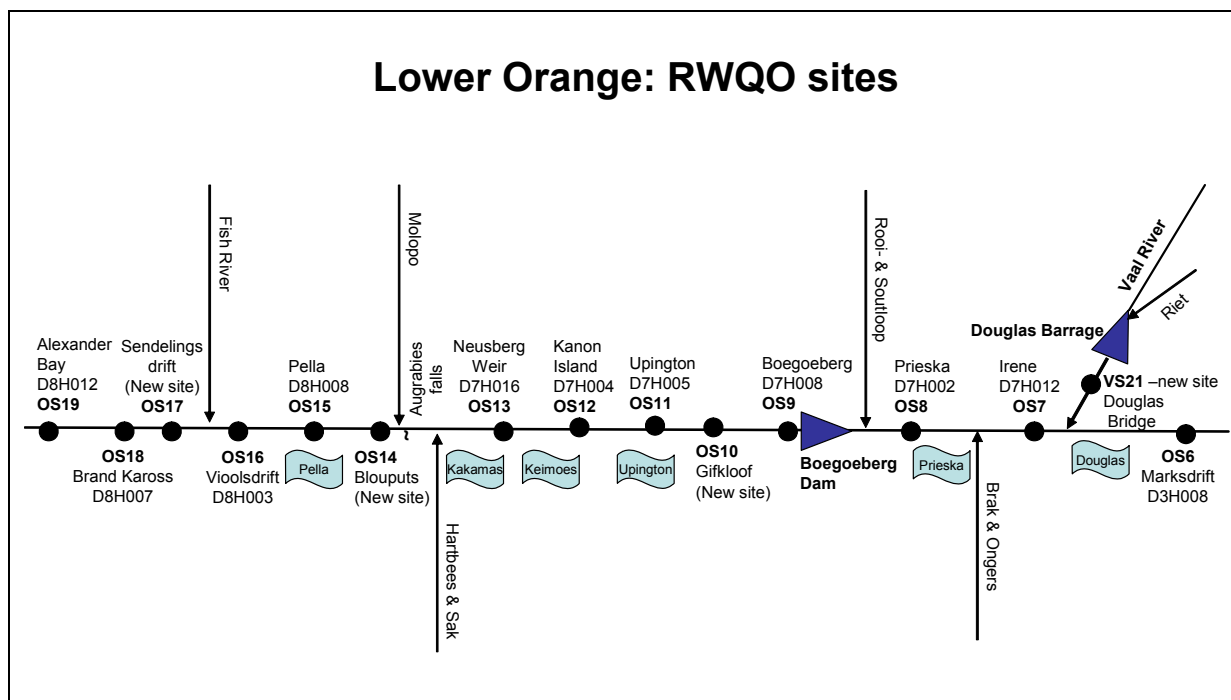 Lower Orange: RWQO sites
Fish River
Molopo
Rooi- & Soutloop
Vaal River
Riet
Douglas Barrage
Augrabies
falls
Alexander
Bay
D8H012
OS19
Sendelings
drift
(New site)
OS17
Pella
D8H008
OS15
Neusberg
Weir
D7H016
OS13
Kanon
Island
D7H004
OS12
Upington
D7H005
OS11
Boegoeberg
D7H008
OS9
Prieska
D7H002
OS8
Irene
D7H012
OS7
VS21 –new site
Douglas
Bridge
~
OS18
Brand Kaross
D8H007
OS16
Vioolsdrift
D8H003
Pella
OS14
Blouputs
(New site)
Kakamas
Keimoes
Upington
OS10
Gifkloof
(New site)
Boegoeberg
Dam
Prieska
Douglas
OS6
Marksdrift
D3H008
Hartbees & Sak
Brak & Ongers